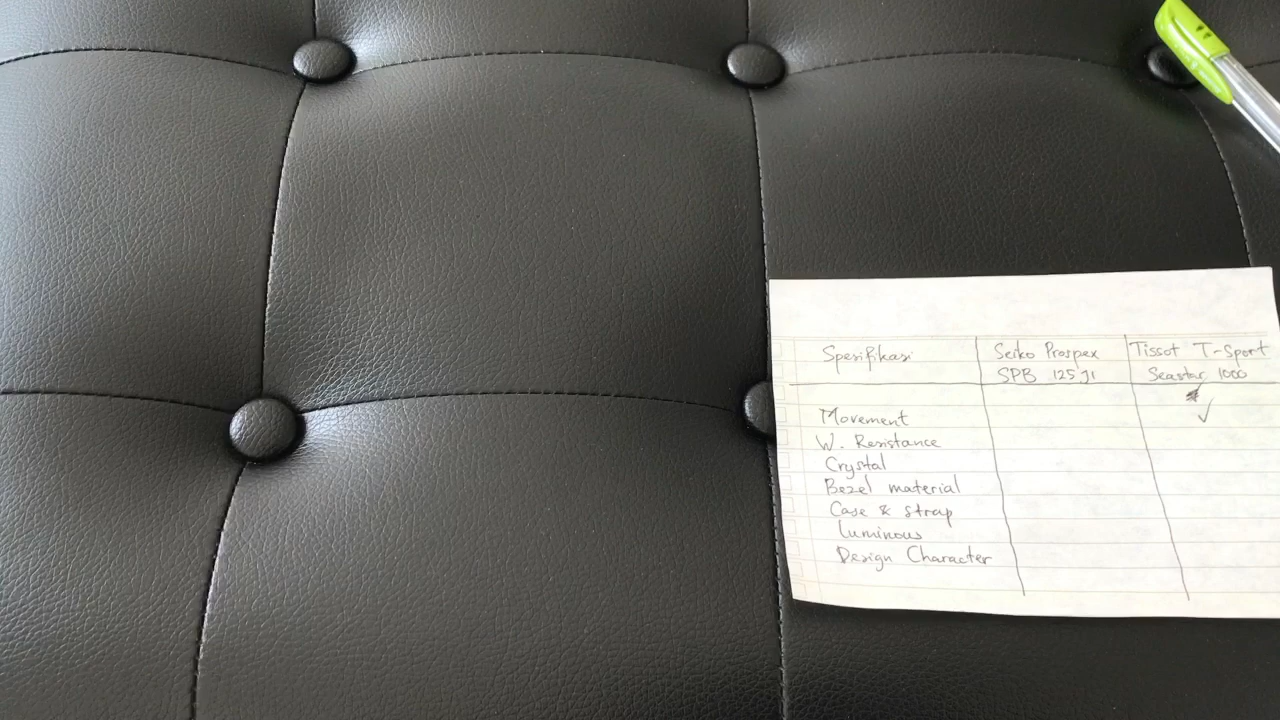 Spesifikasi Seiko Prospex Tissot T-Sport
SPB 125J1 Seastar 1000
Movement ✓
W. Resistance
Crystal
Bezel material
Case & strap
Luminous
Design Character